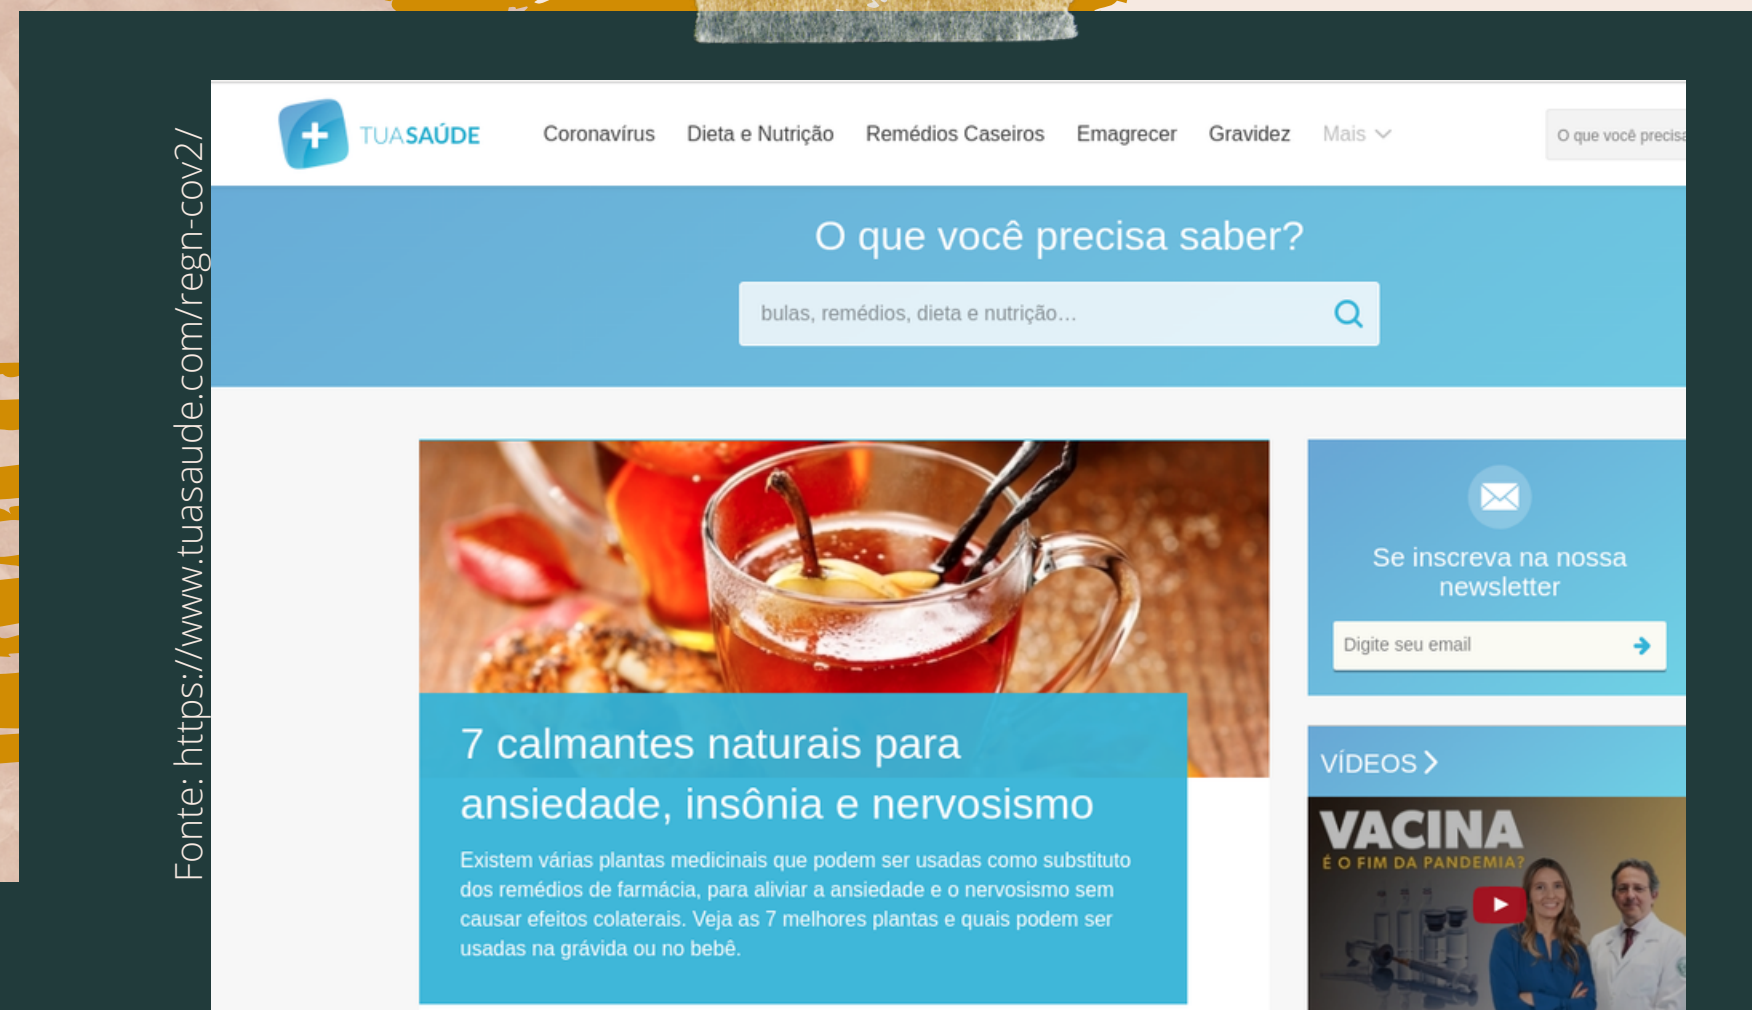 Fonte: https://www.tuasaude.com/regn-cov2/
TUASAÚDE
Coronavírus Dieta e Nutrição Remédios Caseiros Emagrecer Gravidez Mais
O que você precisa
O que você precisa saber?
bulas, remédios, dieta e nutrição…
7 calmantes naturais para
ansiedade, insônia e nervosismo
Existem várias plantas medicinais que podem ser usadas como substituto
dos remédios de farmácia, para aliviar a ansiedade e o nervosismo sem
causar efeitos colaterais. Veja as 7 melhores plantas e quais podem ser
usadas na grávida ou no bebê.
Se inscreva na nossa
newsletter
Digite seu email
VÍDEOS
VACINA
É O FIM DA PANDEMIA?